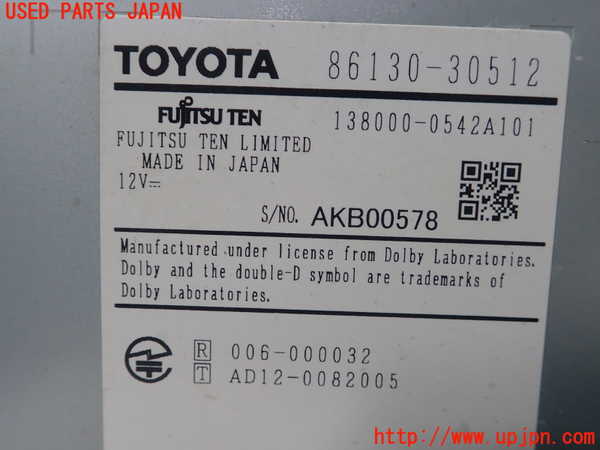 USED PARTS JAPAN
TOYOTA 86130-30512
FUJITSU TEN 138000-0542A101
FUJITSU TEN LIMITED
MADE IN JAPAN
12V⎓
S/NO. AKB00578
Manufactured under license from Dolby Laboratories.
Dolby and the double-D symbol are trademarks of
Dolby Laboratories.
R 006-000032
T AD12-0082005
http://www.upjpn.com